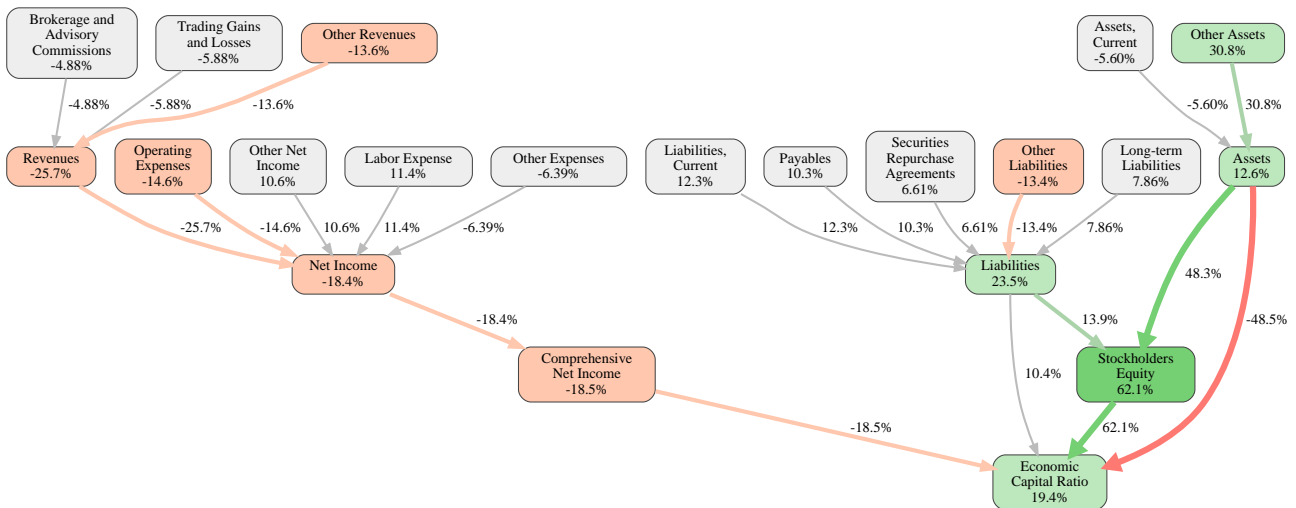 Brokerage and
Advisory
Commissions
-4.88%
Trading Gains
and Losses
-5.88%
Other Revenues
-13.6%
Assets,
Current
-5.60%
Other Assets
30.8%
-4.88%
-5.88%
-13.6%
-5.60%
30.8%
Revenues
-25.7%
Operating
Expenses
-14.6%
Other Net
Income
10.6%
Labor Expense
11.4%
Other Expenses
-6.39%
Liabilities,
Current
12.3%
Payables
10.3%
Securities
Repurchase
Agreements
6.61%
Other
Liabilities
-13.4%
Long-term
Liabilities
7.86%
Assets
12.6%
-25.7%
-14.6%
10.6%
11.4%
-6.39%
12.3%
10.3%
6.61%
-13.4%
7.86%
Net Income
-18.4%
Liabilities
23.5%
48.3%
-18.4%
13.9%
-48.5%
Comprehensive
Net Income
-18.5%
10.4%
Stockholders
Equity
62.1%
-18.5%
62.1%
Economic
Capital Ratio
19.4%